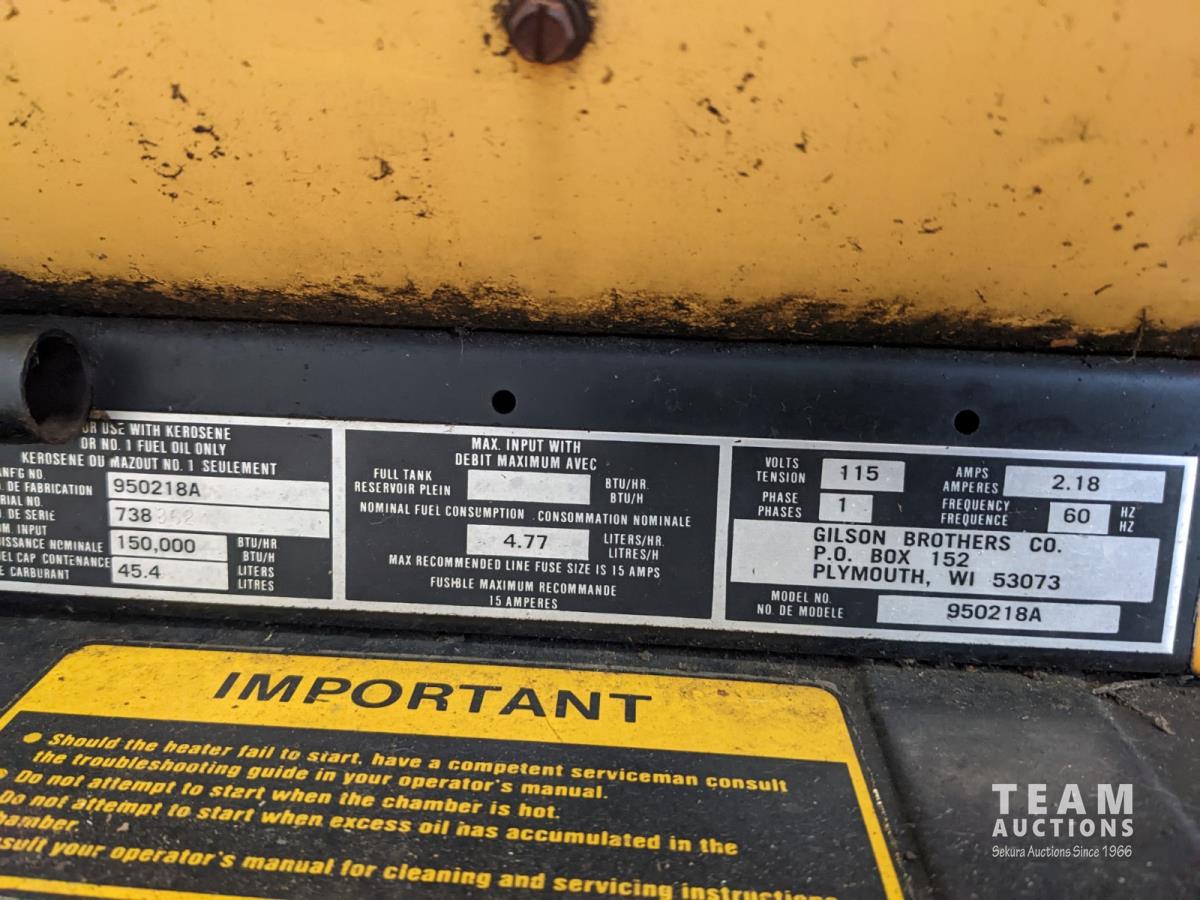 OR USE WITH KEROSENE
OR NO. 1 FUEL OIL ONLY
KEROSENE OU MAZOUT NO. 1 SEULEMENT
NO.
DE FABRICATION 950218A
NO.
DE SERIE 738362
INPUT
NOMINALE 150,000 BTU/HR
BTU/H
CAP CONTENANCE LITERS
CARBURANT 45.4 LITRES
MAX. INPUT WITH
DEBIT MAXIMUM AVEC
FULL TANK BTU/HR.
RESERVOIR PLEIN BTU/H
NOMINAL FUEL CONSUMPTION . CONSOMMATION NOMINALE
4.77 LITERS/HR.
LITRES/H
MAX RECOMMENDED LINE FUSE SIZE IS 15 AMPS
FUSIBLE MAXIMUM RECOMMANDE
15 AMPERES
VOLTS
TENSION 115
AMPS
AMPERES 2.18
PHASE
PHASES 1
FREQUENCY HZ
FREQUENCE 60 HZ
GILSON BROTHERS CO.
P.O. BOX 152
PLYMOUTH, WI 53073
MODEL NO.
NO. DE MODELE 950218A
IMPORTANT
• Should the heater fail to start, have a competent serviceman consult
the troubleshooting guide in your operator's manual.
• Do not attempt to start when the chamber is hot.
Do not attempt to start when excess oil has accumulated in the
your operator's manual for cleaning and servicing instructions
TEAM
AUCTIONS
Sekura Auctions Since 1966